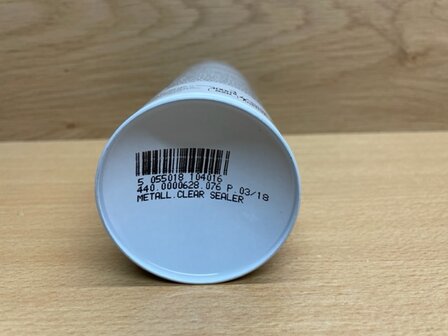 5 055018 104016
440.0000628.076 P 03/18
METALL.CLEAR SEALER